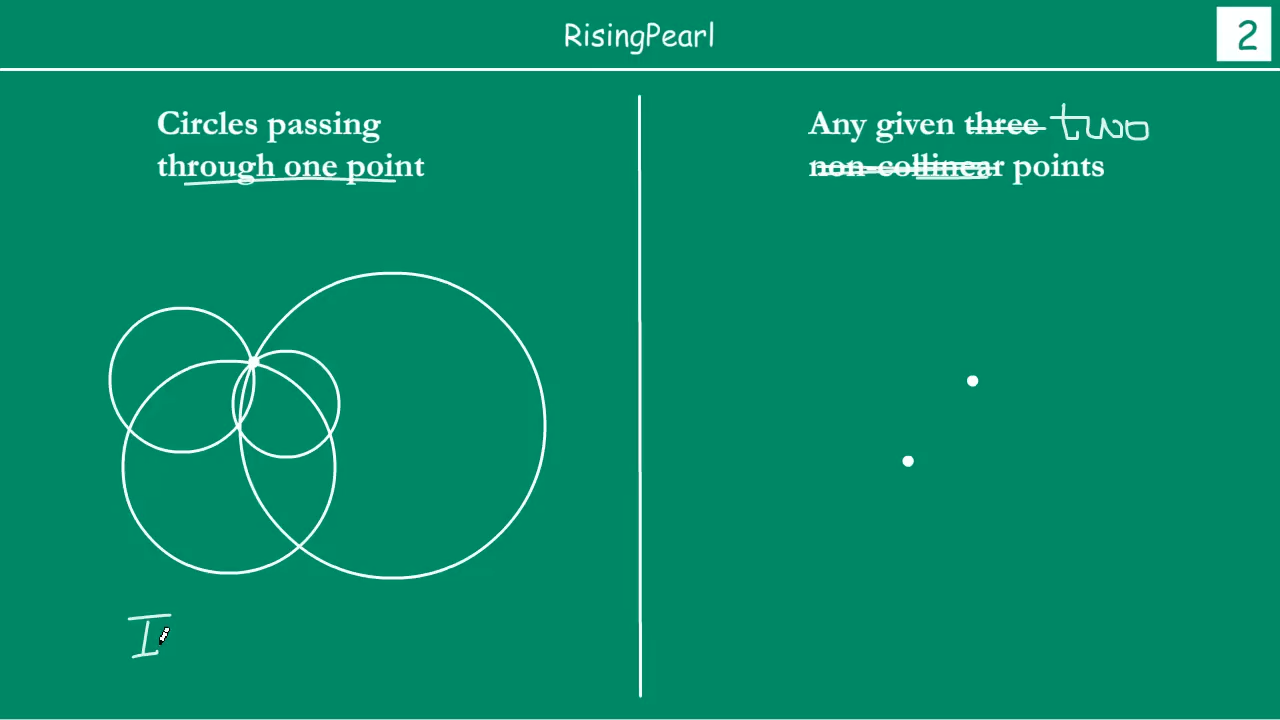 RisingPearl
2
Circles passing
through one point
Any given three two
non-collinear points
I